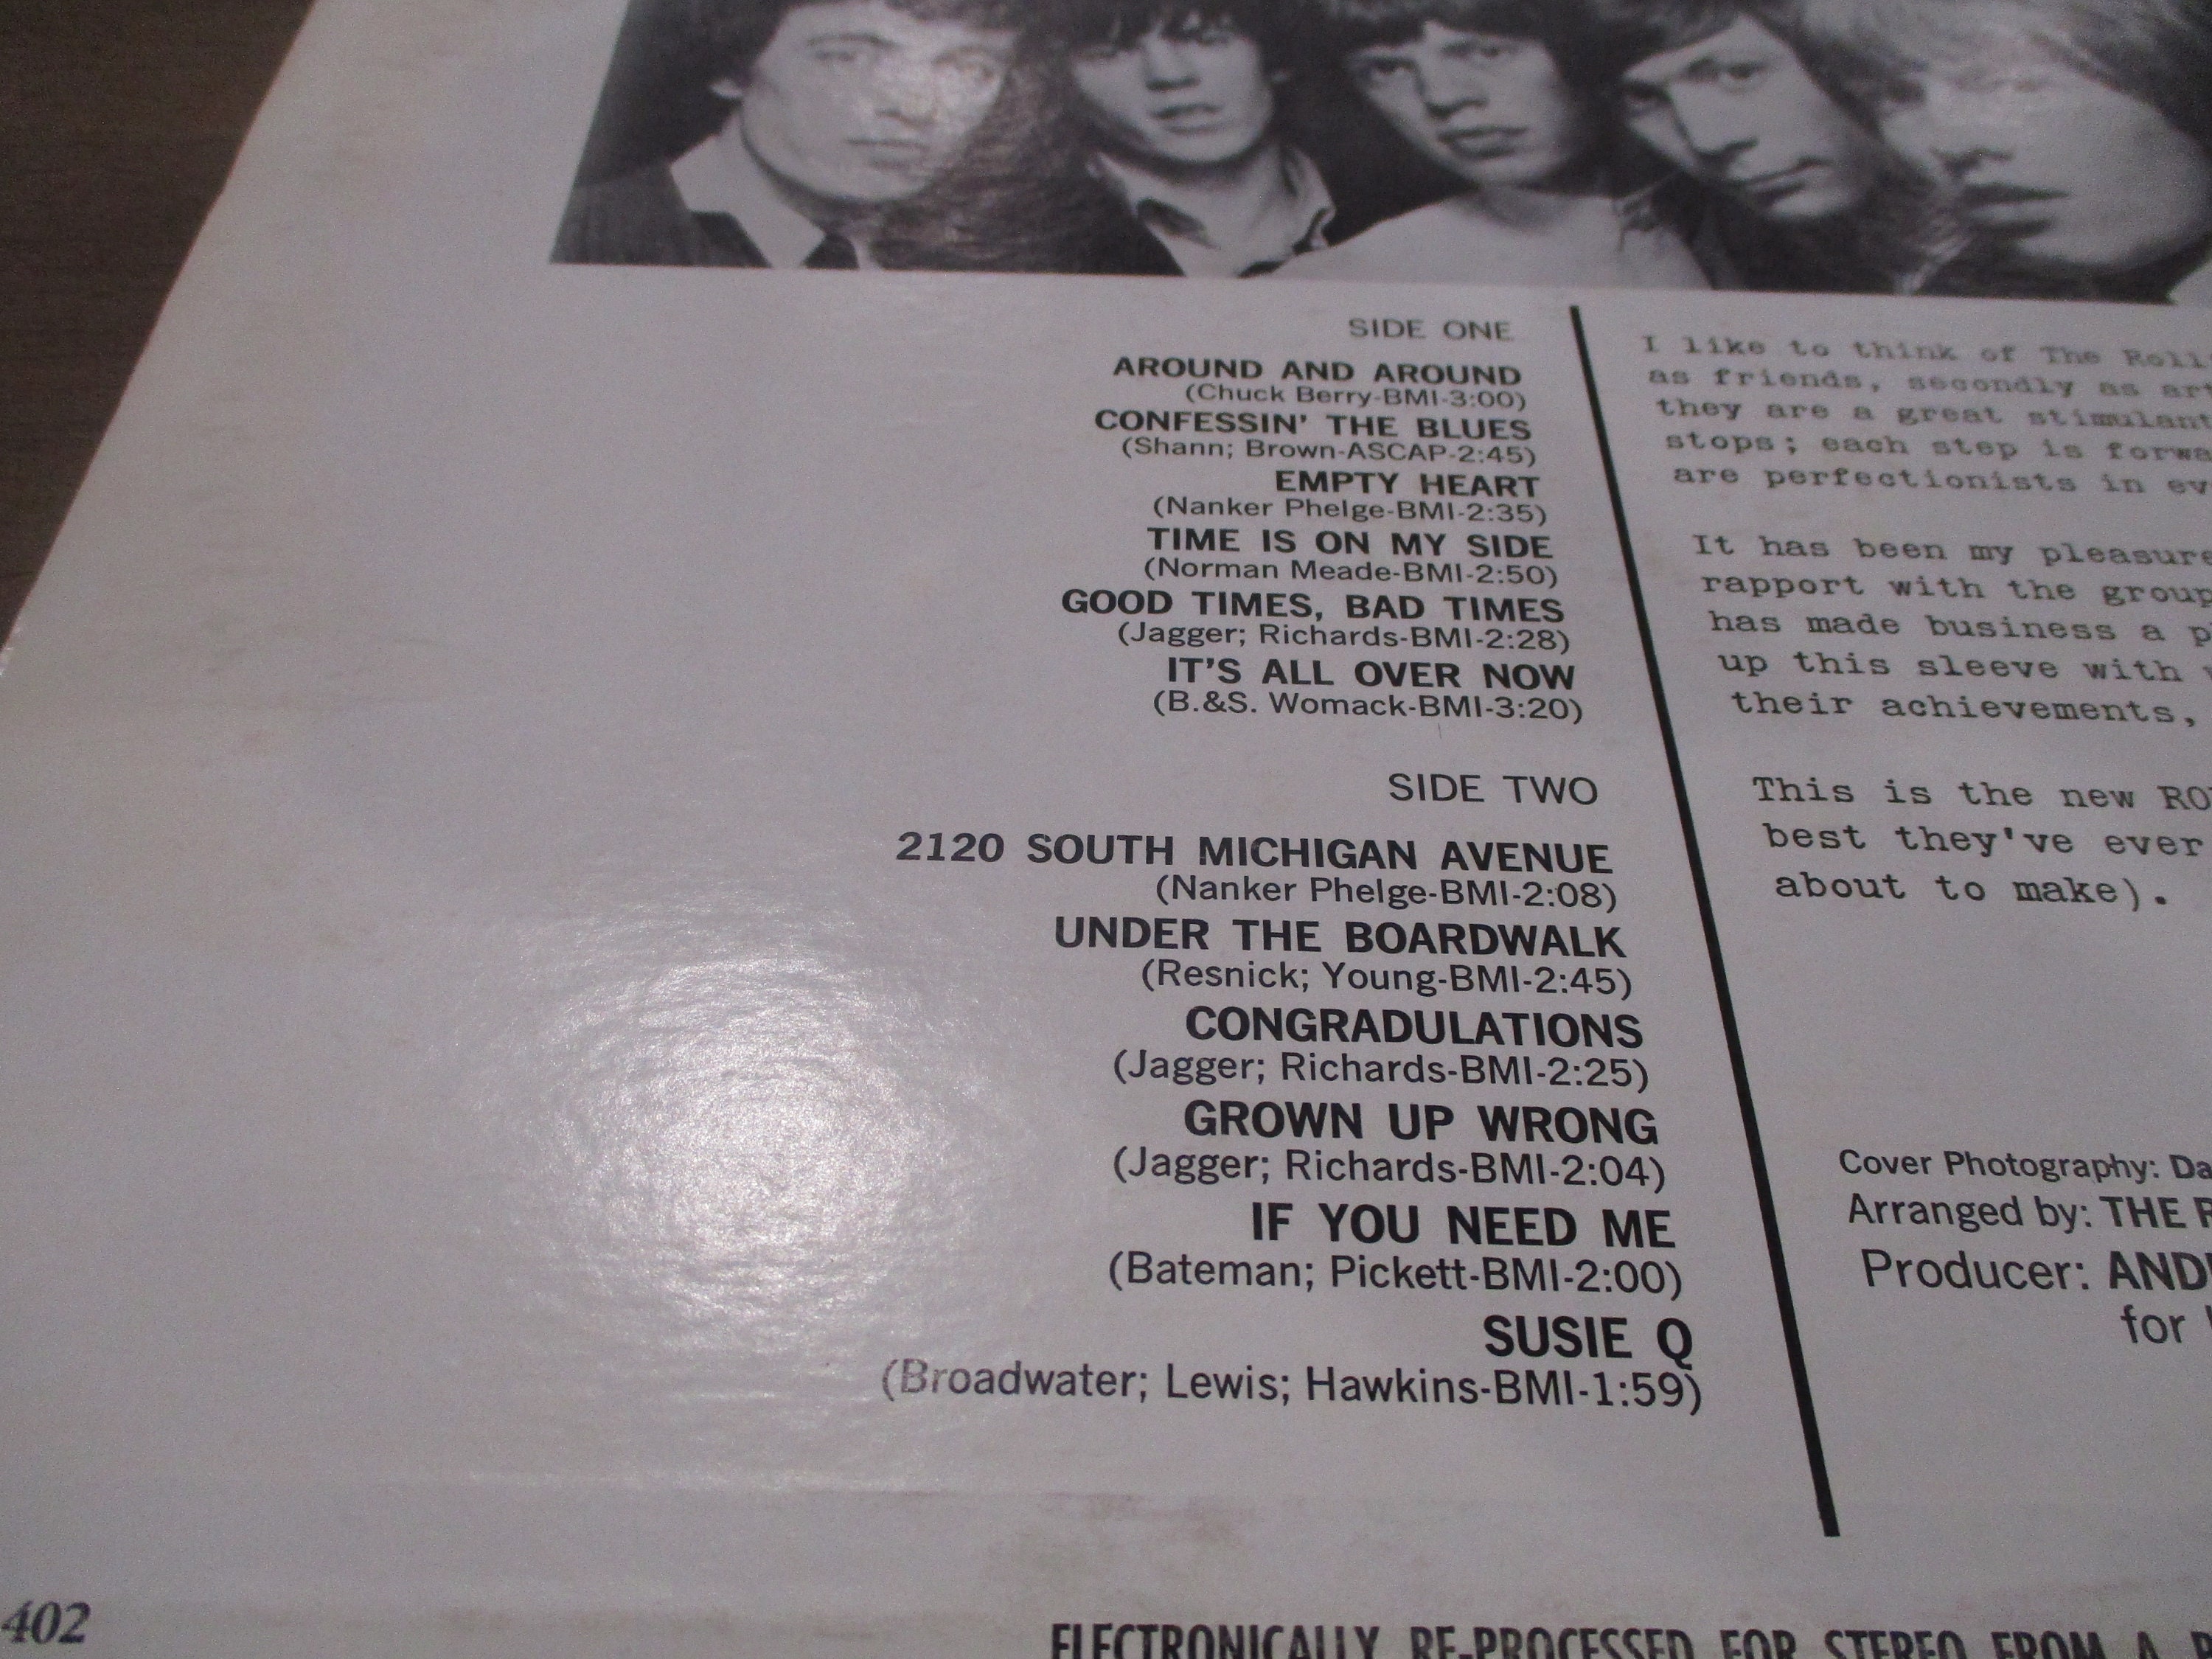 SIDE ONE
AROUND AND AROUND
(Chuck Berry-BMI-3:00)
CONFESSIN' THE BLUES
(Shann; Brown-ASCAP-2:45)
EMPTY HEART
(Nanker Phelge-BMI-2:35)
TIME IS ON MY SIDE
(Norman Meade-BMI-2:50)
GOOD TIMES, BAD TIMES
(Jagger; Richards-BMI-2:28)
IT'S ALL OVER NOW
(B.&S. Womack-BMI-3:20)
SIDE TWO
2120 SOUTH MICHIGAN AVENUE
(Nanker Phelge-BMI-2:08)
UNDER THE BOARDWALK
(Resnick; Young-BMI-2:45)
CONGRADULATIONS
(Jagger; Richards-BMI-2:25)
GROWN UP WRONG
(Jagger; Richards-BMI-2:04)
IF YOU NEED ME
(Bateman; Pickett-BMI-2:00)
SUSIE Q
(Broadwater; Lewis; Hawkins-BMI-1:59)
I like to think of The
as friends, secondly as
they are a great stimulant
stops; each step is
are perfectionists in
It has been my pleasure
rapport with the group
has made business a
up this sleeve with
their achievements,
This is the new
best they've ever
about to make).
Cover Photography:
Arranged by: THE
Producer:
for
402
ELECTRONICALLY RE-PROCESSED FOR STEREO FROM A